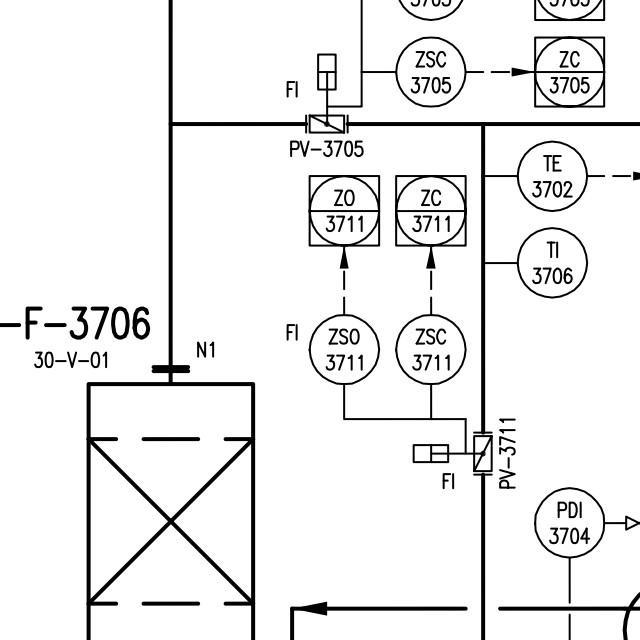 3705
3705
ZSC
3705
ZC
3705
FI
PV-3705
TE
3702
ZO
3711
ZC
3711
TI
3706
-F-3706
30-V-01
N1
FI
ZSO
3711
ZSC
3711
PV-3711
FI
PDI
3704